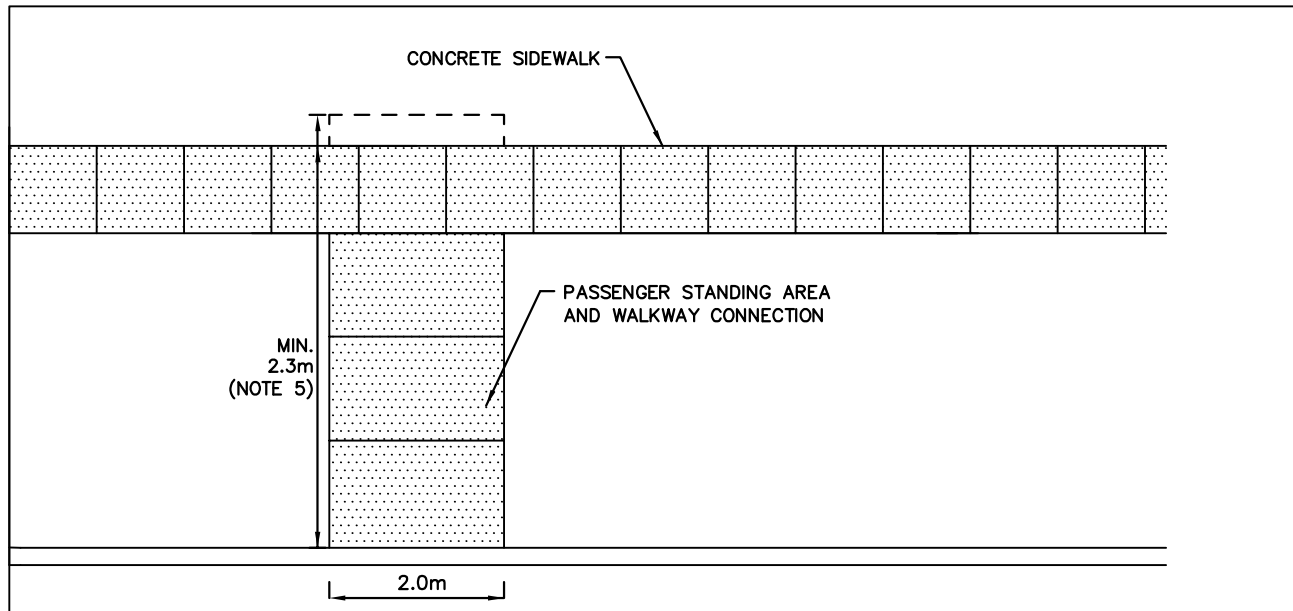 CONCRETE SIDEWALK
PASSENGER STANDING AREA
AND WALKWAY CONNECTION
MIN.
2.3m
(NOTE 5)
2.0m